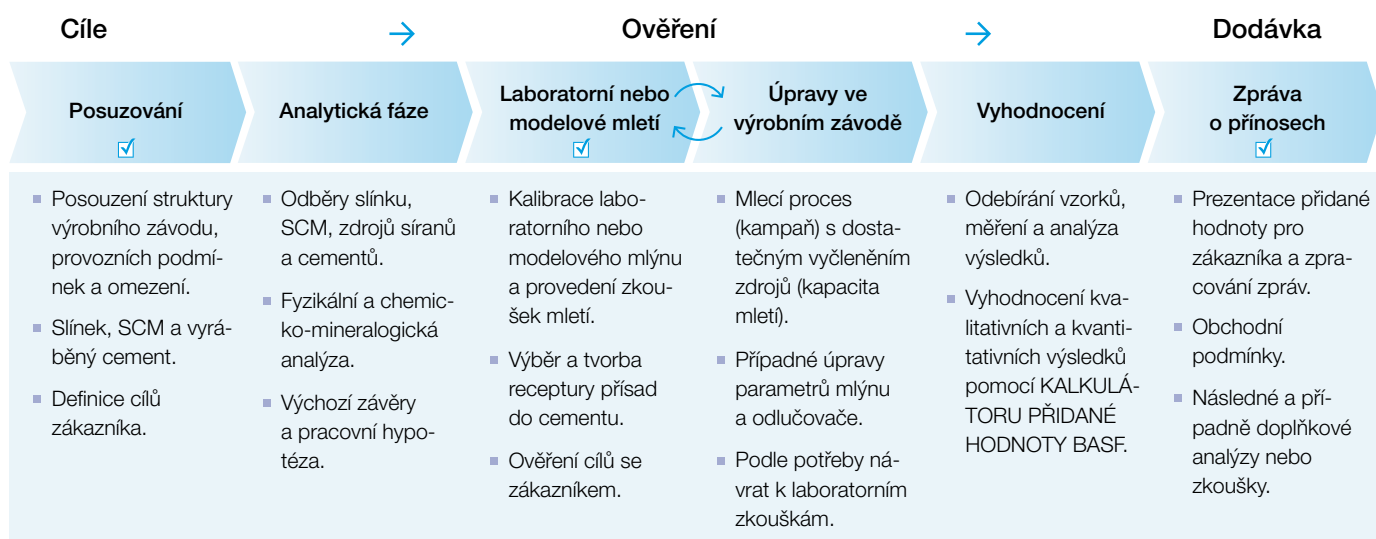 Cíle
Ověření
Dodávka
Posuzování
Analytická fáze
Laboratorní nebo
modelové mletí
Úpravy ve
výrobním závodě
Vyhodnocení
Zpráva
o přínosech
Posouzení struktury
výrobního závodu,
provozních podmí-
nek a omezení.
Slínek, SCM a vyrá-
běný cement.
Definice cílů
zákazníka.
Odběry slínku,
SCM, zdrojů síranů
a cementů.
Fyzikální a chemic-
ko-mineralogická
analýza.
Výchozí závěry
a pracovní hypo-
téza.
Kalibrace labo-
ratorního nebo
modelového mlýnu
a provedení zkou-
šek mletí.
Výběr a tvorba
receptury přísad
do cementu.
Ověření cílů se
zákazníkem.
Mlecí proces
(kampaň) s dosta-
tečným vyčleněním
zdrojů (kapacita
mletí).
Případné úpravy
parametrů mlýnu
a odlučovače.
Podle potřeby ná-
vrat k laboratorním
zkouškám.
Odebírání vzorků,
měření a analýza
výsledků.
Vyhodnocení kva-
litativních a kvanti-
tativních výsledků
pomocí KALKULÁ-
TORU PŘIDANÉ
HODNOTY BASF.
Prezentace přidané
hodnoty pro
zákazníka a zpra-
cování zpráv.
Obchodní
podmínky.
Následné a pří-
padně doplňkové
analýzy nebo
zkoušky.